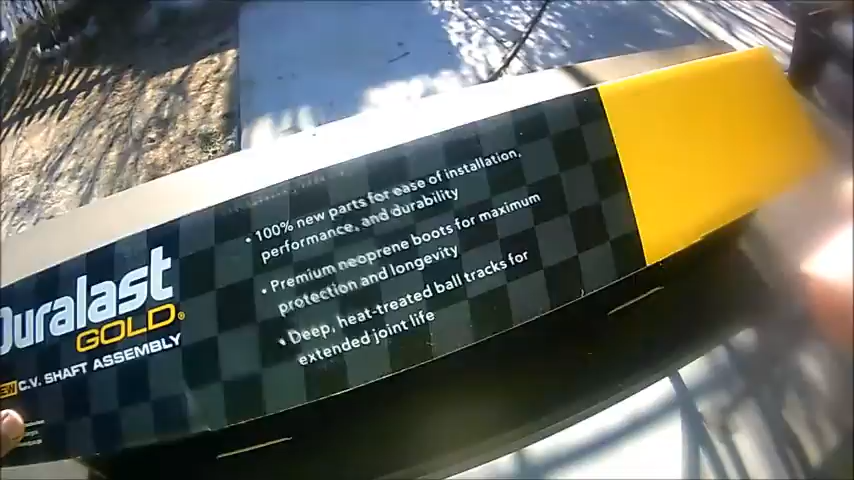 Duralast
GOLD®
NEW C.V. SHAFT ASSEMBLY
• 100% new parts for ease of installation,
performance, and durability
• Premium neoprene boots for maximum
protection and longevity
• Deep, heat-treated ball tracks for
extended joint life